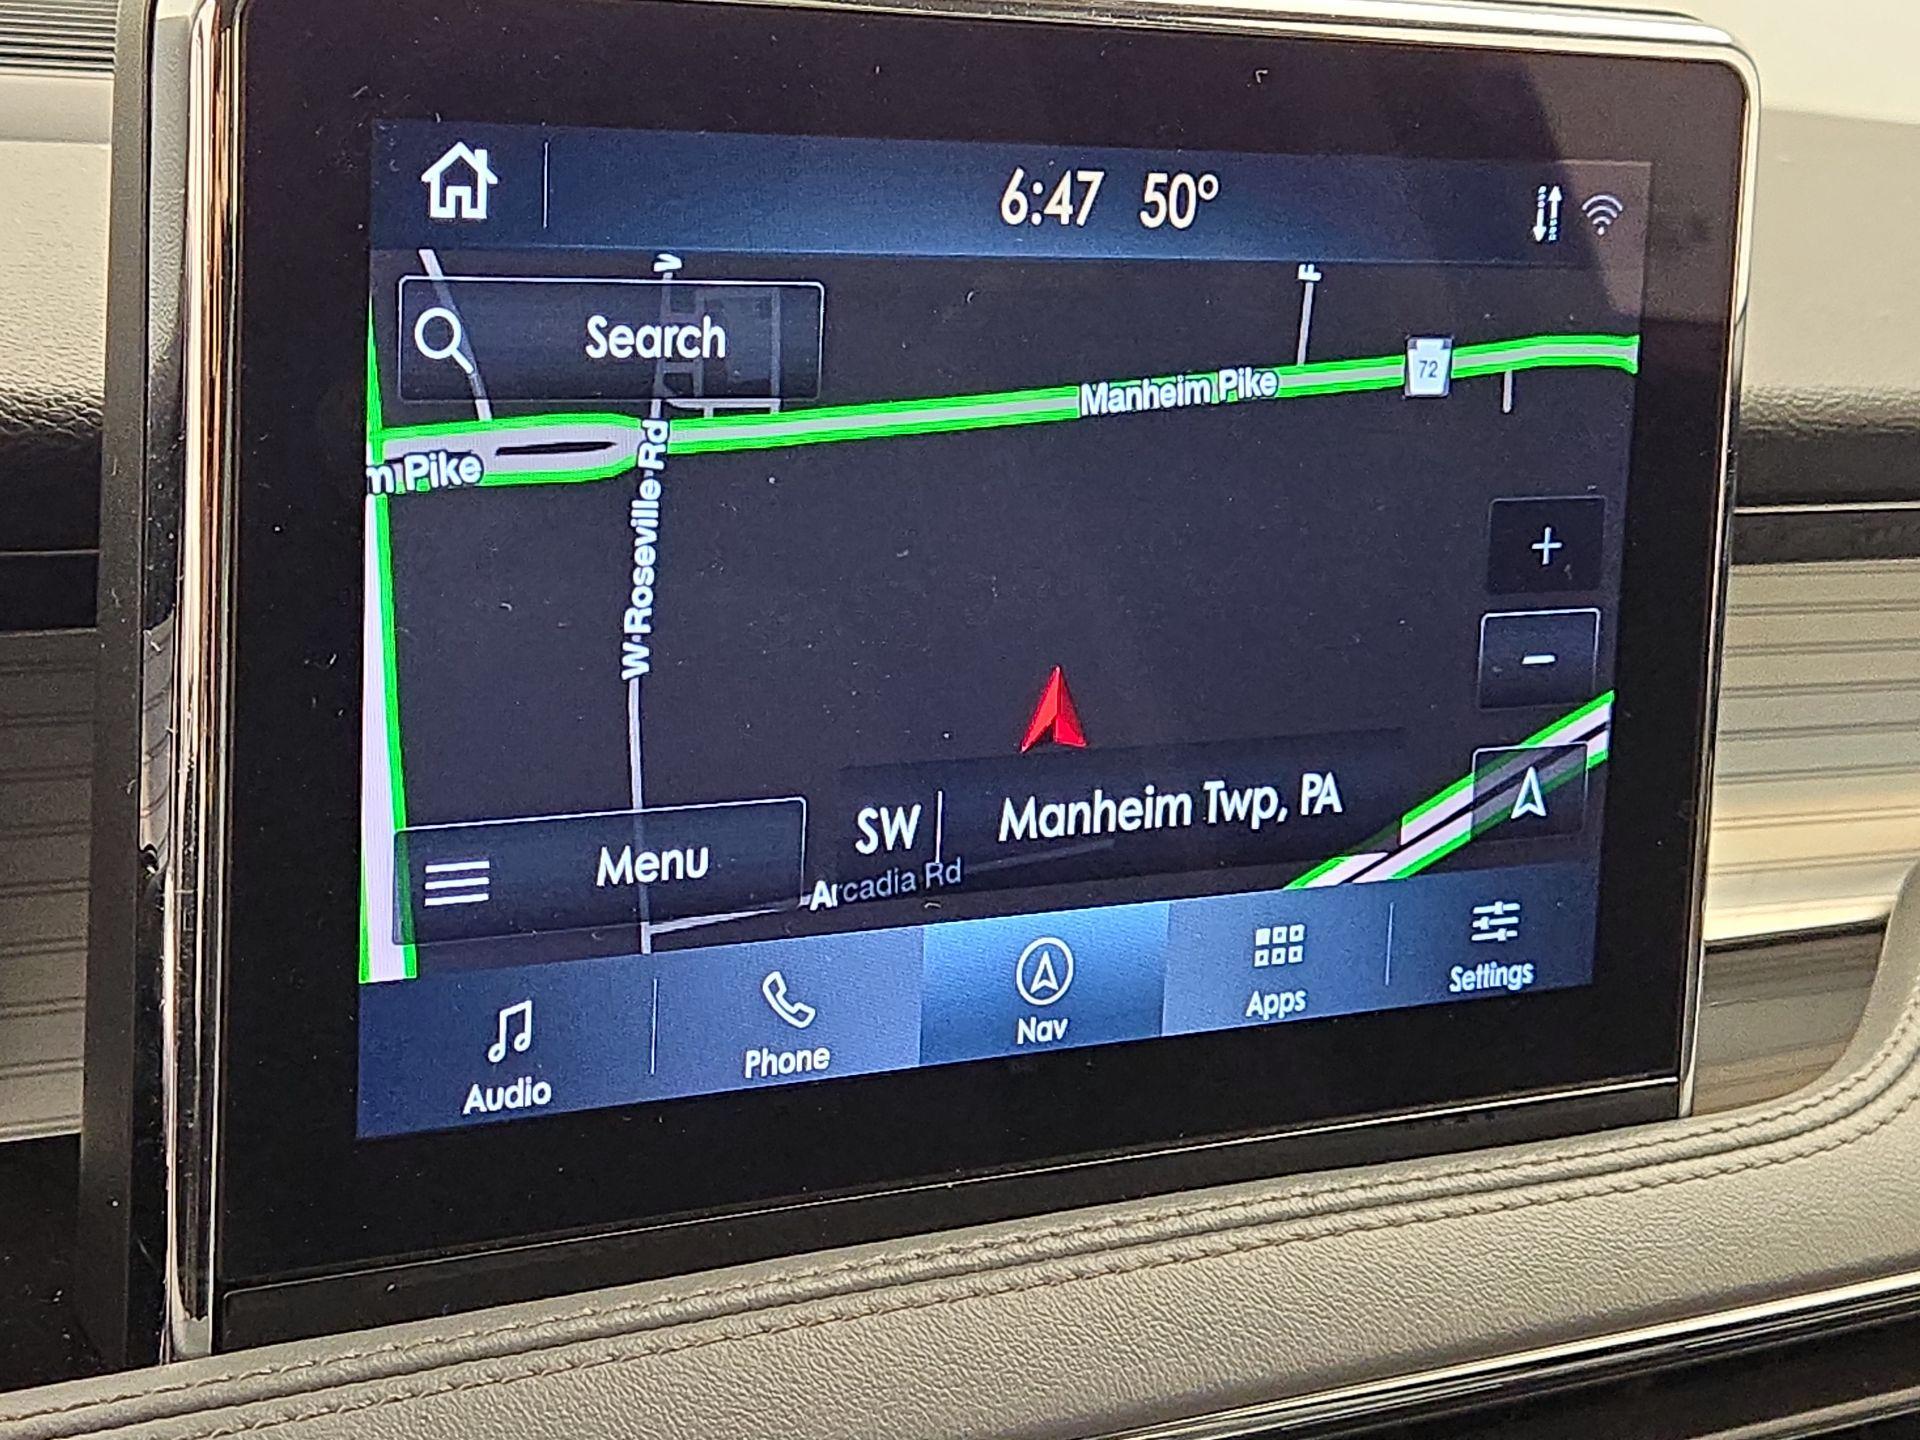 6:47 50°
V
F
Search
72
Manheim Pike
m Pike
W Roseville Rd
+
-
SW Manheim Twp, PA
Menu
Arcadia Rd
Audio
Phone
Nav
Apps
Settings